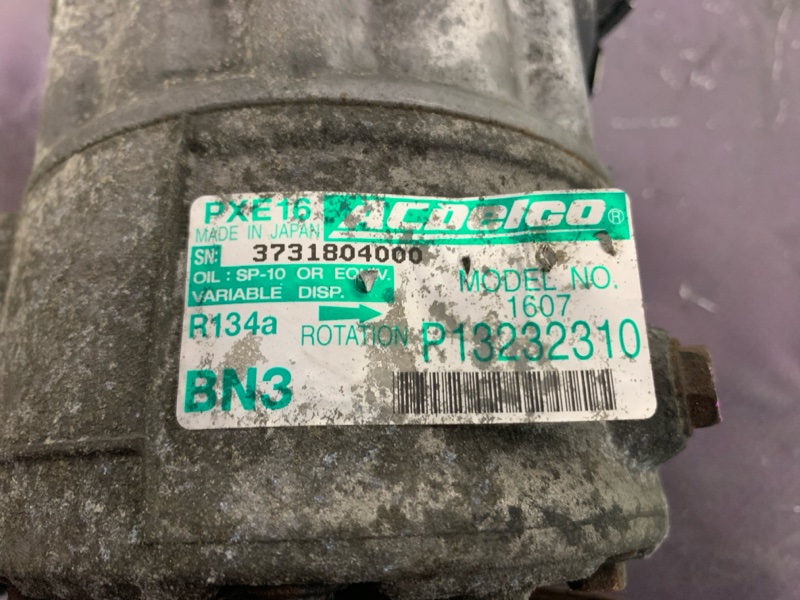 PXE16 ACDelco®
MADE IN JAPAN
SN: 3731804000
OIL : SP-10 OR EQUIV.
VARIABLE DISP.
MODEL NO.
1607
R134a ROTATION P13232310
BN3